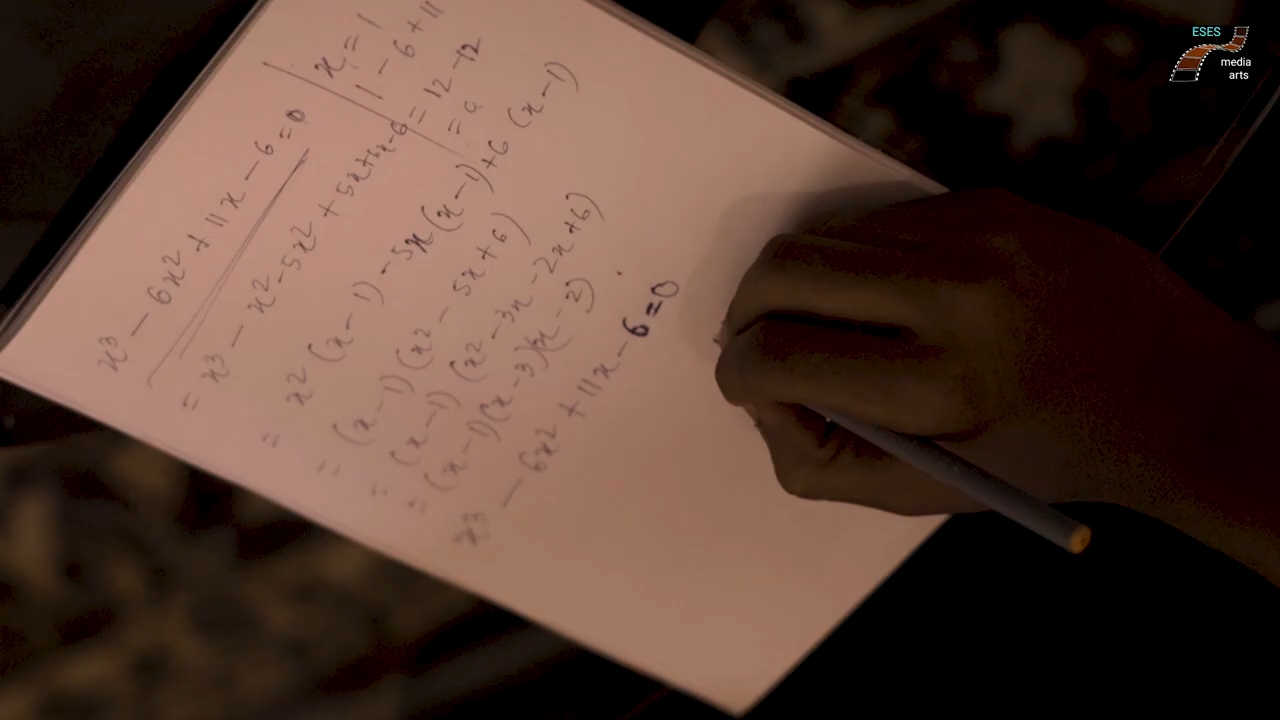 x³ – 6x² + 11x – 6 = 0
x = 1
1 – 6 + 11
= 12 – 12
= 0
= x³ – x² – 5x² + 5x + 6x – 6
= x² (x – 1) – 5x (x – 1) + 6 (x – 1)
= (x – 1) (x² – 5x + 6)
= (x – 1) (x² – 3x – 2x + 6)
= (x – 1) (x – 3) (x – 2)
x³ – 6x² + 11x – 6 = 0
ESES
media
arts